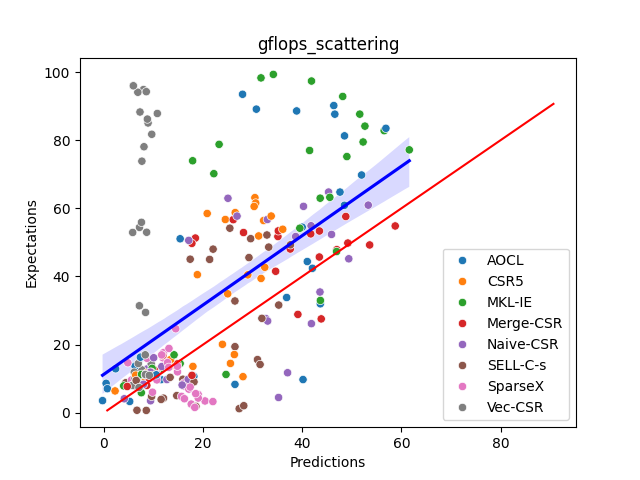 gflops_scattering
Expectations
100
80
60
40
20
0
0 20 40 60 80
Predictions
AOCL
CSR5
MKL-IE
Merge-CSR
Naive-CSR
SELL-C-s
SparseX
Vec-CSR